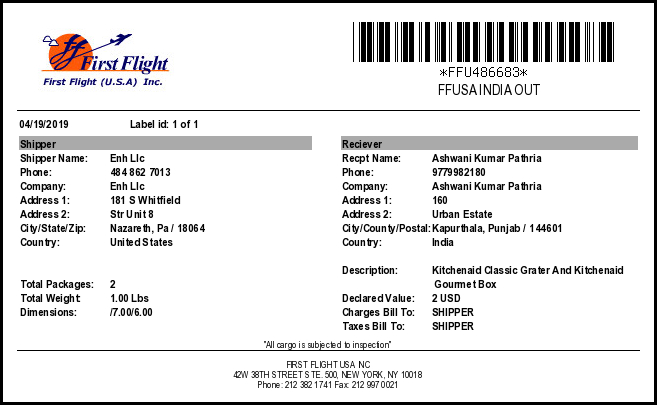 First Flight
First Flight (U.S.A) Inc.
*FFU486683*
FFUSA INDIA OUT
04/19/2019 Label id: 1 of 1
Shipper
Shipper Name: Enh Llc
Phone: 484 862 7013
Company: Enh Llc
Address 1: 181 S Whitfield
Address 2: Str Unit 8
City/State/Zip: Nazareth, Pa / 18064
Country: United States
Total Packages: 2
Total Weight: 1.00 Lbs
Dimensions: /7.00/6.00
Reciever
Recpt Name: Ashwani Kumar Pathria
Phone: 9779982180
Company: Ashwani Kumar Pathria
Address 1: 160
Address 2: Urban Estate
City/County/Postal: Kapurthala, Punjab / 144601
Country: India
Description: Kitchenaid Classic Grater And Kitchenaid
Gourmet Box
Declared Value: 2 USD
Charges Bill To: SHIPPER
Taxes Bill To: SHIPPER
"All cargo is subjected to inspection"
FIRST FLIGHT USA INC
42W 38TH STREET STE. 500, NEW YORK, NY 10018
Phone: 212 382 1741 Fax: 212 997 0021